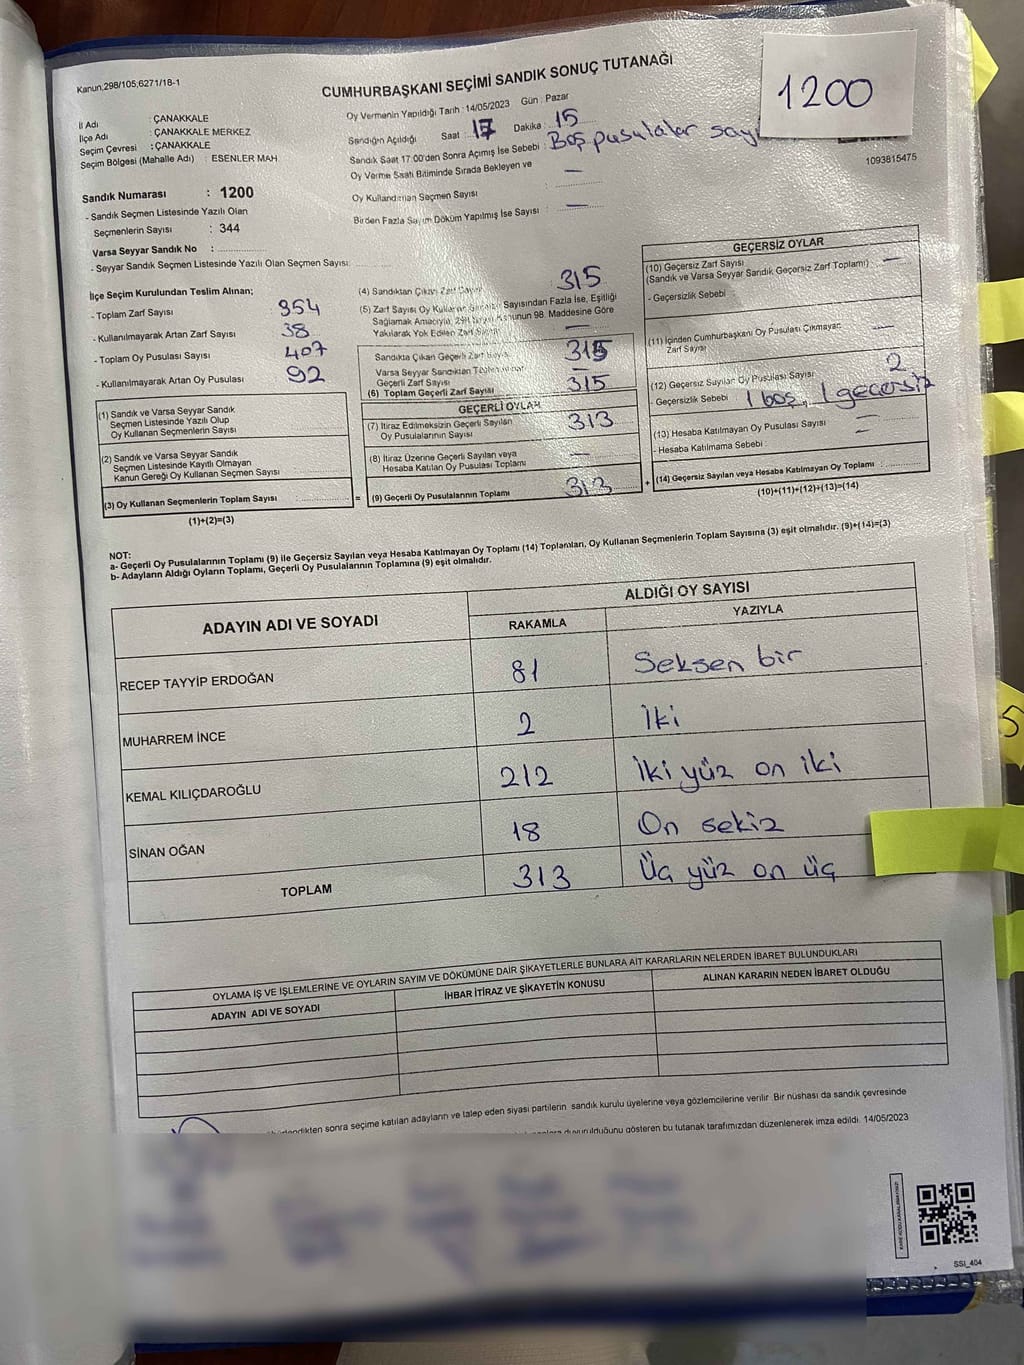 Kanun;298/105;6271/18-1
CUMHURBAŞKANI SEÇİMİ SANDIK SONUÇ TUTANAĞI
1200
İl Adı : ÇANAKKALE
İlçe Adı : ÇANAKKALE MERKEZ
Seçim Çevresi : ÇANAKKALE
Seçim Bölgesi (Mahalle Adı) : ESENLER MAH.
Oy Vermenin Yapıldığı Tarih : 14/05/2023 Gün : Pazar
Sandığın Açıldığı Saat : 17 Dakika : 15
Sandık Saat 17:00'den Sonra Açımış İse Sebebi : Boş pusulalar sayı
Oy Verme Saati Bitiminde Sırada Bekleyen ve
Oy Kullandırılan Seçmen Sayısı : —
Birden Fazla Sayım Döküm Yapılmış İse Sayısı : —
1093815475
Sandık Numarası : 1200
- Sandık Seçmen Listesinde Yazılı Olan
Seçmenlerin Sayısı : 344
Varsa Seyyar Sandık No :
- Seyyar Sandık Seçmen Listesinde Yazılı Olan Seçmen Sayısı:
İlçe Seçim Kurulundan Teslim Alınan;
- Toplam Zarf Sayısı 354
- Kullanılmayarak Artan Zarf Sayısı 38
- Toplam Oy Pusulası Sayısı 407
- Kullanılmayarak Artan Oy Pusulası 92
(1) Sandık ve Varsa Seyyar Sandık
Seçmen Listesinde Yazılı Olup
Oy Kullanan Seçmenlerin Sayısı
(2) Sandık ve Varsa Seyyar Sandık
Seçmen Listesinde Kayıtlı Olmayan
Kanun Gereği Oy Kullanan Seçmen Sayısı
(3) Oy Kullanan Seçmenlerin Toplam Sayısı :
(1)+(2)=(3)
(4) Sandıktan Çıkan Zarf Sayısı 315
(5) Zarf Sayısı Oy Kullanan Sayısından Fazla İse, Eşitliği
Sağlamak Amacıyla, 298 Kanunun 98. Maddesine Göre
Yakılarak Yok Edilen Zarf Sayısı —
Sandıkta Çıkan Geçerli Zarf Sayısı 315
Varsa Seyyar Sandıktan
Geçerli Zarf Sayısı —
(6) Toplam Geçerli Zarf Sayısı 315
GEÇERLİ OYLAR
(7) İtiraz Edilmeksizin Geçerli Sayılan
Oy Pusulalarının Sayısı 313
(8) İtiraz Üzerine Geçerli Sayılan veya
Hesaba Katılan Oy Pusulası Toplamı —
= (9) Geçerli Oy Pusulalarının Toplamı 313
GEÇERSİZ OYLAR
(10) Geçersiz Zarf Sayısı
(Sandık ve Varsa Seyyar Sandık Geçersiz Zarf Toplamı) : —
- Geçersizlik Sebebi :
(11) İçinden Cumhurbaşkanı Oy Pusulası Çıkmayan
Zarf Sayısı —
(12) Geçersiz Sayılan Oy Pusulası Sayısı 2
- Geçersizlik Sebebi : 1 boş, 1 geçersiz
(13) Hesaba Katılmayan Oy Pusulası Sayısı —
- Hesaba Katılmama Sebebi : —
+ (14) Geçersiz Sayılan veya Hesaba Katılmayan Oy Toplamı :
(10)+(11)+(12)+(13)=(14)
NOT:
a- Geçerli Oy Pusulalarının Toplamı (9) ile Geçersiz Sayılan veya Hesaba Katılmayan Oy Toplamı (14) Toplamları, Oy Kullanan Seçmenlerin Toplam Sayısına (3) eşit olmalıdır. (9)+(14)=(3)
b- Adayların Aldığı Oyların Toplamı, Geçerli Oy Pusulalarının Toplamına (9) eşit olmalıdır.
ADAYIN ADI VE SOYADI
ALDIĞI OY SAYISI
RAKAMLA YAZIYLA
RECEP TAYYİP ERDOĞAN 81 Seksen bir
MUHARREM İNCE 2 İki
KEMAL KILIÇDAROĞLU 212 İki yüz on iki
SİNAN OĞAN 18 On sekiz
TOPLAM 313 Üç yüz on üç
5
OYLAMA İŞ VE İŞLEMLERİNE VE OYLARIN SAYIM VE DÖKÜMÜNE DAİR ŞİKAYETLERLE BUNLARA AİT KARARLARIN NELERDEN İBARET BULUNDUKLARI
ADAYIN ADI VE SOYADI İHBAR İTİRAZ VE ŞİKAYETİN KONUSU ALINAN KARARIN NEDEN İBARET OLDUĞU
sonra seçime katılan adayların ve talep eden siyasi partilerin sandık kurulu üyelerine veya gözlemcilerine verilir. Bir nüshası da sandık çevresinde
duyurulduğunu gösteren bu tutanak tarafımızdan düzenlenerek imza edildi. 14/05/2023
SSI_404